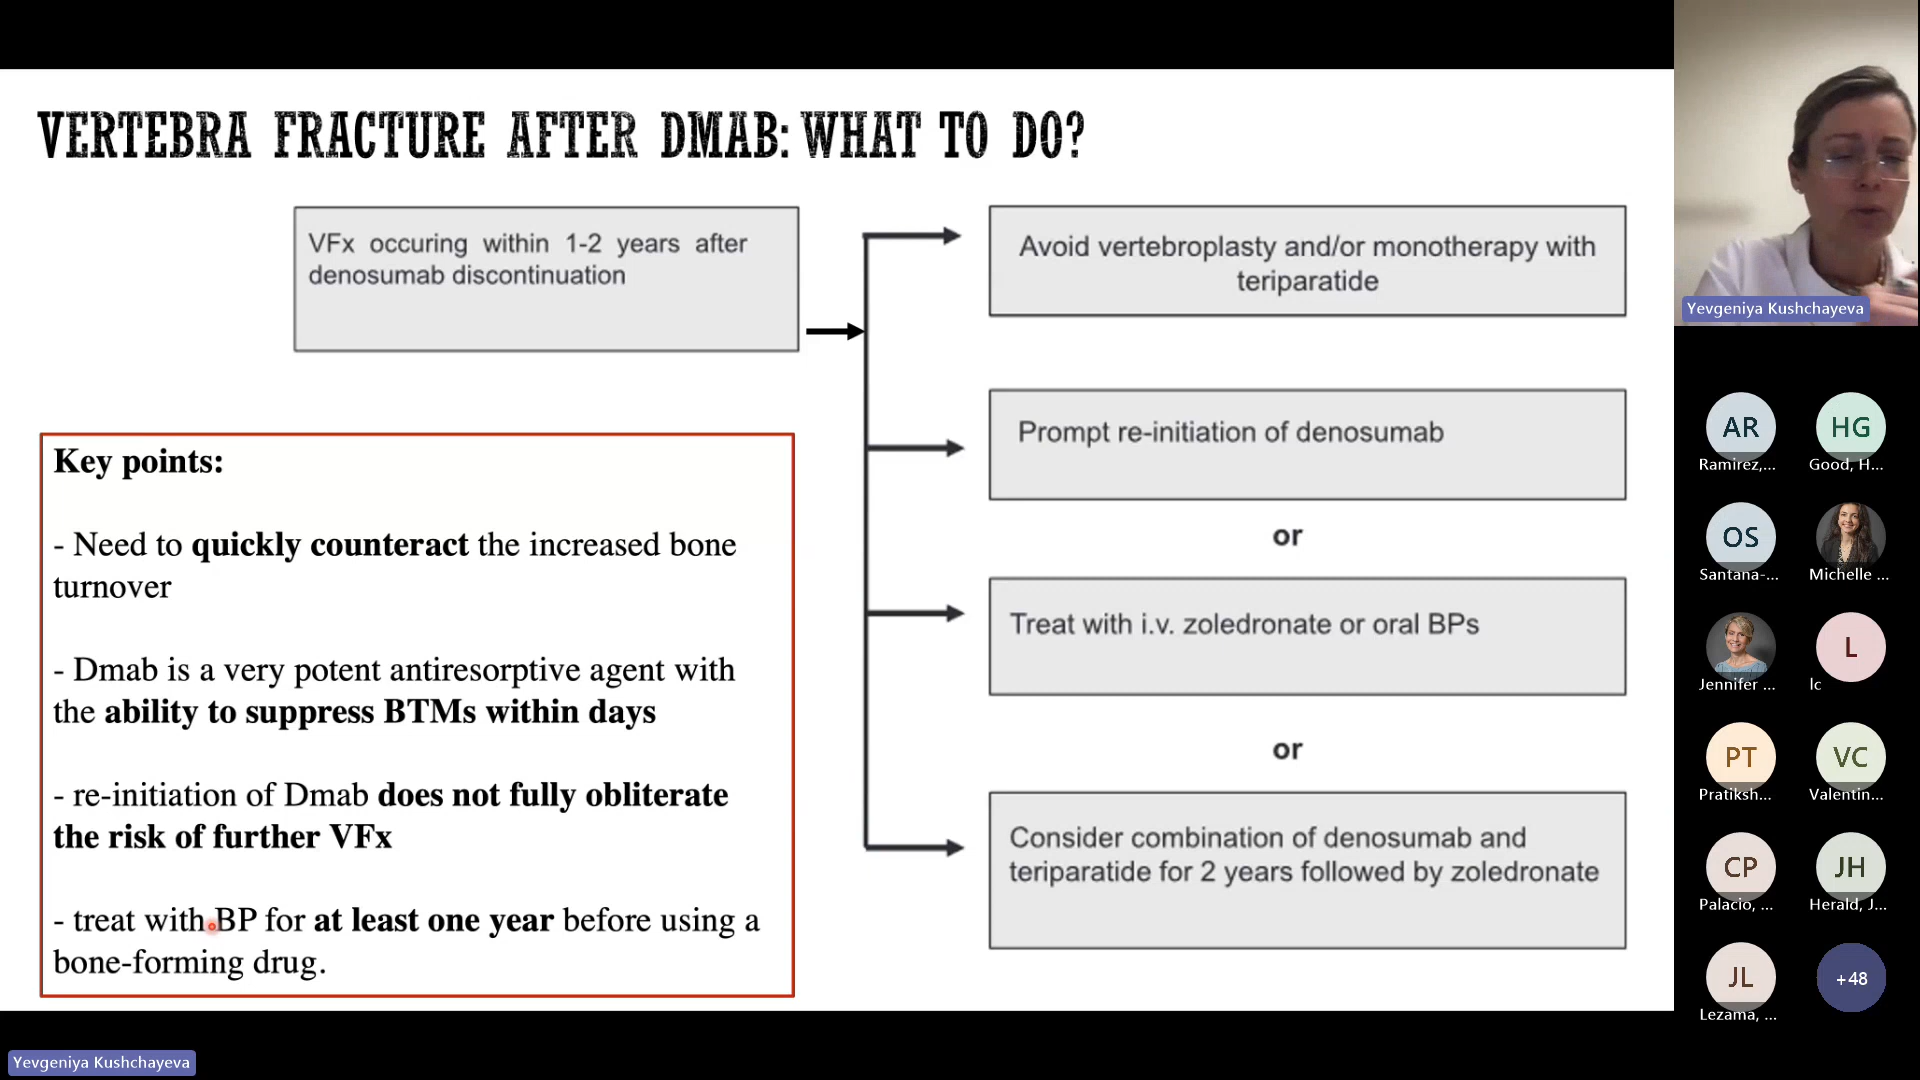 VERTEBRA FRACTURE AFTER DMAB: WHAT TO DO?
VFx occuring within 1-2 years after
denosumab discontinuation
Avoid vertebroplasty and/or monotherapy with
teriparatide
Prompt re-initiation of denosumab
or
Treat with i.v. zoledronate or oral BPs
or
Consider combination of denosumab and
teriparatide for 2 years followed by zoledronate
Key points:
- Need to quickly counteract the increased bone
turnover
- Dmab is a very potent antiresorptive agent with
the ability to suppress BTMs within days
- re-initiation of Dmab does not fully obliterate
the risk of further VFx
- treat with BP for at least one year before using a
bone-forming drug.
Yevgeniya Kushchayeva
AR
Ramirez,...
HG
Good, H...
OS
Santana-...
Michelle ...
Jennifer ...
L
lc
PT
Pratiksh...
VC
Valentin...
CP
Palacio, ...
JH
Herald, J...
JL
Lezama, ...
+48
Yevgeniya Kushchayeva